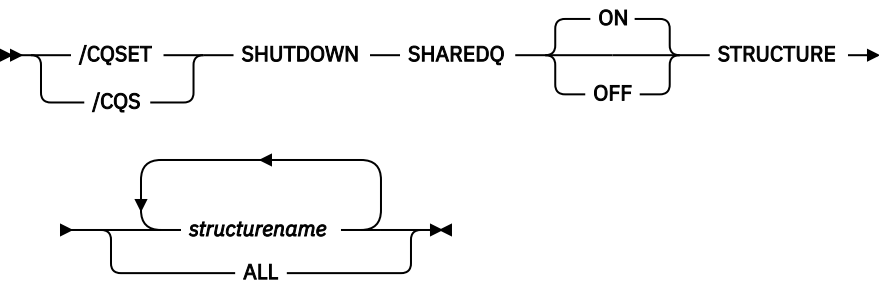 ON
/CQSET SHUTDOWN SHAREDQ STRUCTURE
/CQS OFF
structurename
ALL